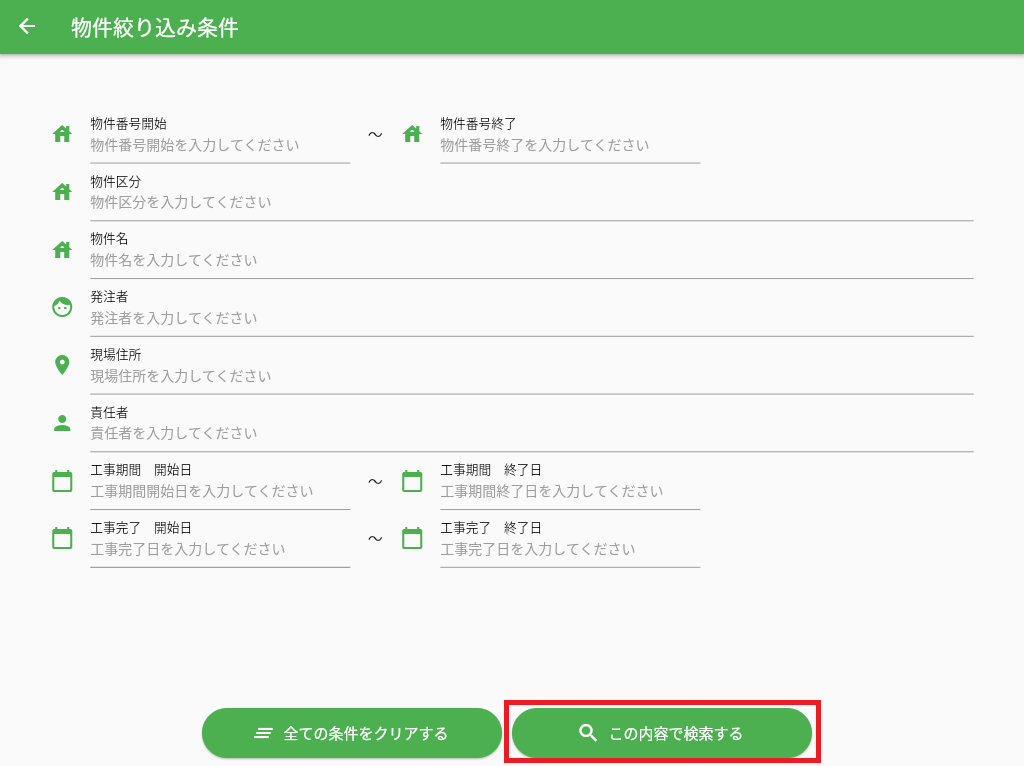 物件絞り込み条件
物件番号開始
物件番号開始を入力してください
～
物件番号終了
物件番号終了を入力してください
物件区分
物件区分を入力してください
物件名
物件名を入力してください
発注者
発注者を入力してください
現場住所
現場住所を入力してください
責任者
責任者を入力してください
工事期間　開始日
工事期間開始日を入力してください
～
工事期間　終了日
工事期間終了日を入力してください
工事完了　開始日
工事完了日を入力してください
～
工事完了　終了日
工事完了日を入力してください
全ての条件をクリアする
この内容で検索する